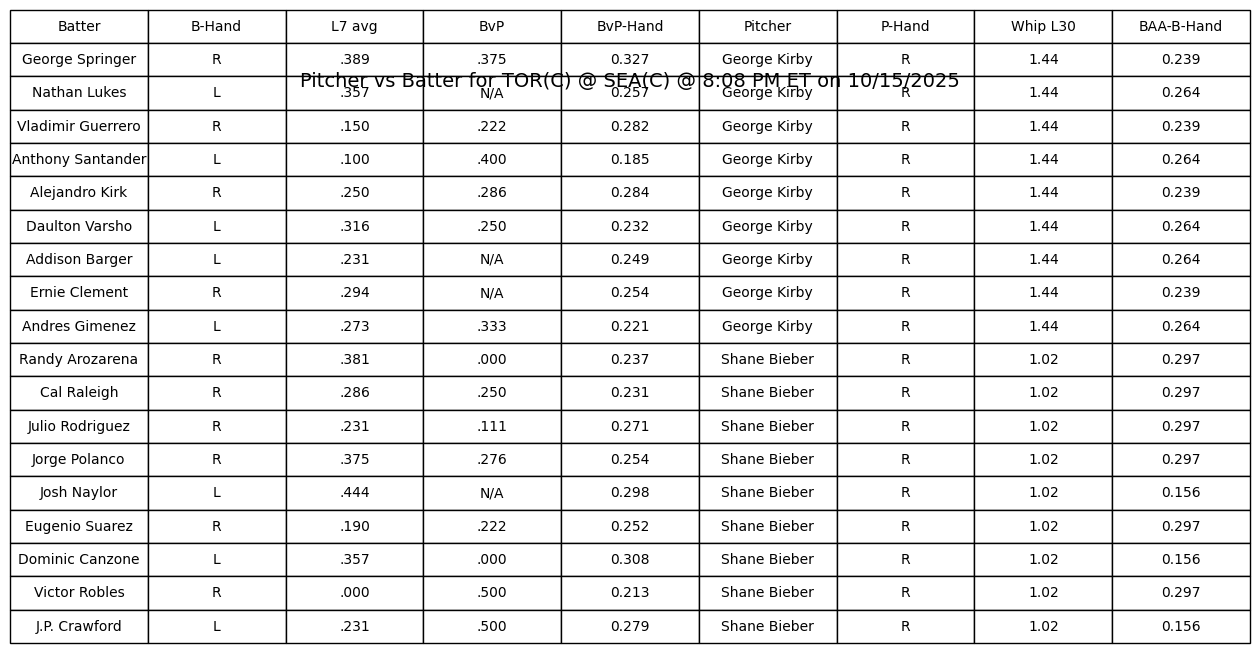 Batter B-Hand L7 avg BvP BvP-Hand Pitcher P-Hand Whip L30 BAA-B-Hand
George Springer R .389 .375 0.327 George Kirby R 1.44 0.239
Pitcher vs Batter for TOR(C) @ SEA(C) @ 8:08 PM ET on 10/15/2025
Nathan Lukes L .357 N/A 0.257 George Kirby R 1.44 0.264
Vladimir Guerrero R .150 .222 0.282 George Kirby R 1.44 0.239
Anthony Santander L .100 .400 0.185 George Kirby R 1.44 0.264
Alejandro Kirk R .250 .286 0.284 George Kirby R 1.44 0.239
Daulton Varsho L .316 .250 0.232 George Kirby R 1.44 0.264
Addison Barger L .231 N/A 0.249 George Kirby R 1.44 0.264
Ernie Clement R .294 N/A 0.254 George Kirby R 1.44 0.239
Andres Gimenez L .273 .333 0.221 George Kirby R 1.44 0.264
Randy Arozarena R .381 .000 0.237 Shane Bieber R 1.02 0.297
Cal Raleigh R .286 .250 0.231 Shane Bieber R 1.02 0.297
Julio Rodriguez R .231 .111 0.271 Shane Bieber R 1.02 0.297
Jorge Polanco R .375 .276 0.254 Shane Bieber R 1.02 0.297
Josh Naylor L .444 N/A 0.298 Shane Bieber R 1.02 0.156
Eugenio Suarez R .190 .222 0.252 Shane Bieber R 1.02 0.297
Dominic Canzone L .357 .000 0.308 Shane Bieber R 1.02 0.156
Victor Robles R .000 .500 0.213 Shane Bieber R 1.02 0.297
J.P. Crawford L .231 .500 0.279 Shane Bieber R 1.02 0.156